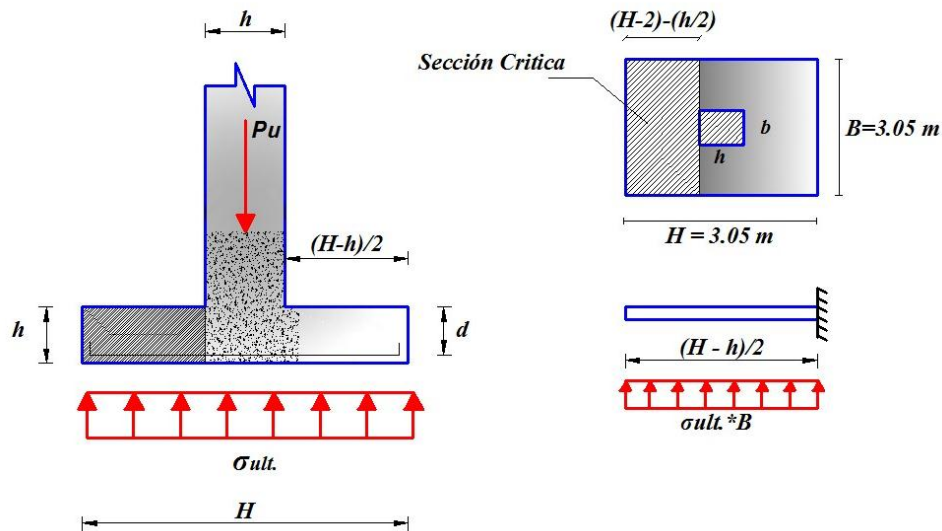 h
Pu
(H-h)/2
h
d
σult.
H
(H-2)-(h/2)
Sección Critica
b
h
B=3.05 m
H = 3.05 m
(H - h)/2
σult.*B